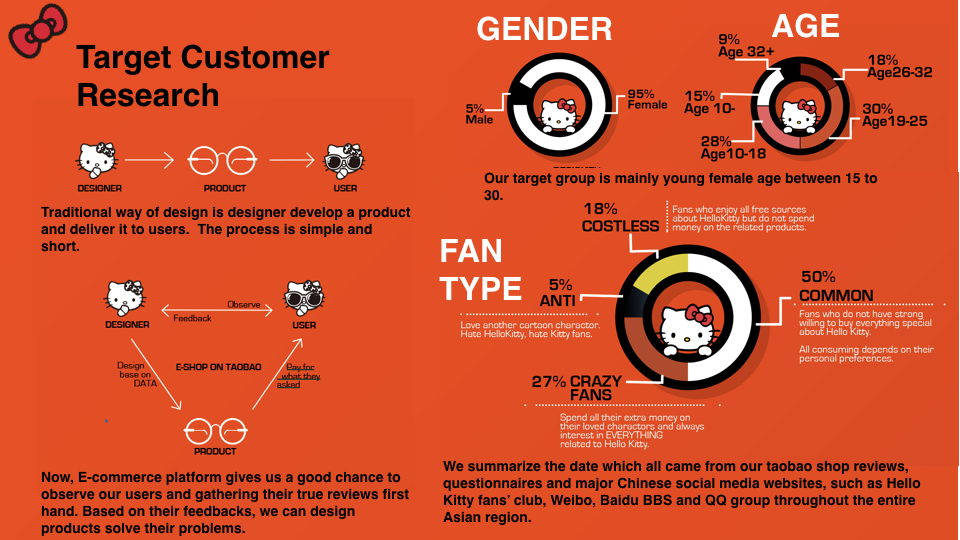 Target Customer
Research
DESIGNER
PRODUCT
USER
Traditional way of design is designer develop a product
and deliver it to users.  The process is simple and
short.
Observe
Feedback
DESIGNER
USER
Design
base on
DATA
E-SHOP ON TAOBAO
Pay for
what they
asked
PRODUCT
Now, E-commerce platform gives us a good chance to
observe our users and gathering their true reviews first
hand. Based on their feedbacks, we can design
products solve their problems.
GENDER
5%
Male
95%
Female
AGE
9%
Age 32+
18%
Age26-32
15%
Age 10-
30%
Age19-25
28%
Age10-18
Our target group is mainly young female age between 15 to
30.
FAN
TYPE
18%
COSTLESS
Fans who enjoy all free sources
about HelloKitty but do not spend
money on the related products.
5%
ANTI
Love another cartoon charactor.
Hate HelloKitty, hate Kitty fans.
50%
COMMON
Fans who do not have strong
willing to buy everything special
about Hello Kitty.
All consuming depends on their
personal preferences.
27% CRAZY
FANS
Spend all their extra money on
their loved charactors and always
interest in EVERYTHING
related to Hello Kitty.
We summarize the date which all came from our taobao shop reviews,
questionnaires and major Chinese social media websites, such as Hello
Kitty fans’ club, Weibo, Baidu BBS and QQ group throughout the entire
Asian region.